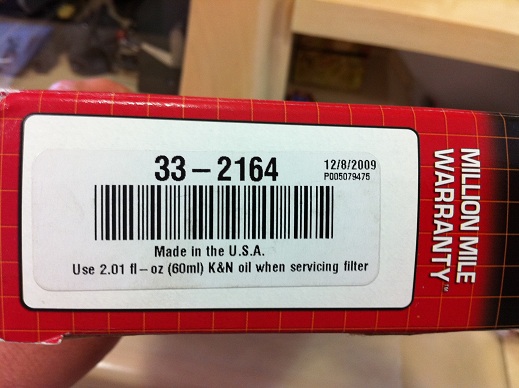 33-2164
12/8/2009
P005079475
Made in the U.S.A.
Use 2.01 fl-oz (60ml) K&N oil when servicing filter
MILLION MILE
WARRANTY™